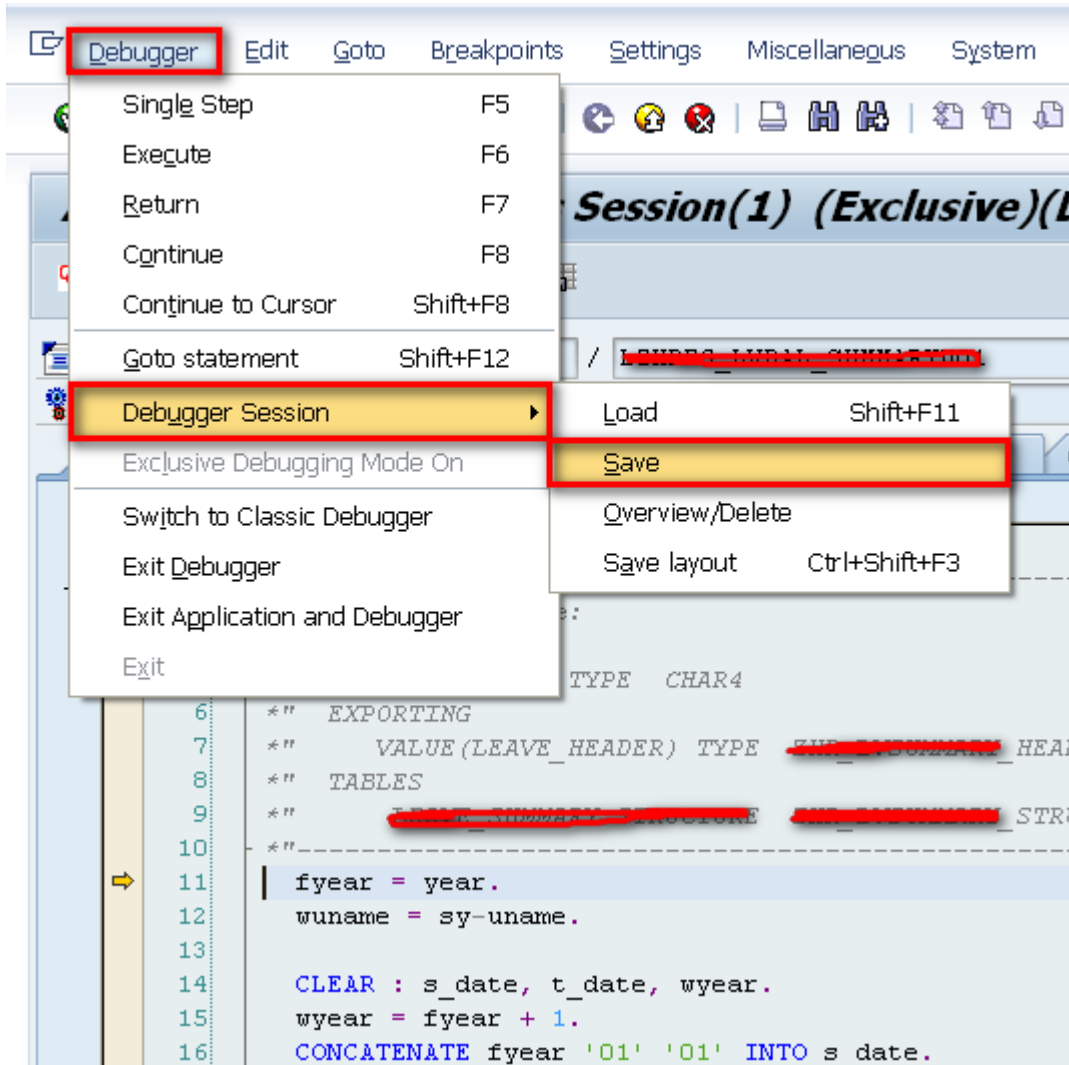 Debugger Edit Goto Breakpoints Settings Miscellaneous System
Single Step F5
Execute F6
Return F7
Continue F8
Continue to Cursor Shift+F8
Goto statement Shift+F12
Debugger Session
Exclusive Debugging Mode On
Switch to Classic Debugger
Exit Debugger
Exit Application and Debugger
Exit
Load Shift+F11
Save
Overview/Delete
Save layout Ctrl+Shift+F3
Session(1) (Exclusive)(
/
TYPE CHAR4
6 *" EXPORTING
7 *" VALUE(LEAVE_HEADER) TYPE
8 *" TABLES
9 *"
10 *"----------------------------------------
11 fyear = year.
12 wuname = sy-uname.
13
14 CLEAR : s_date, t_date, wyear.
15 wyear = fyear + 1.
16 CONCATENATE fyear '01' '01' INTO s_date.